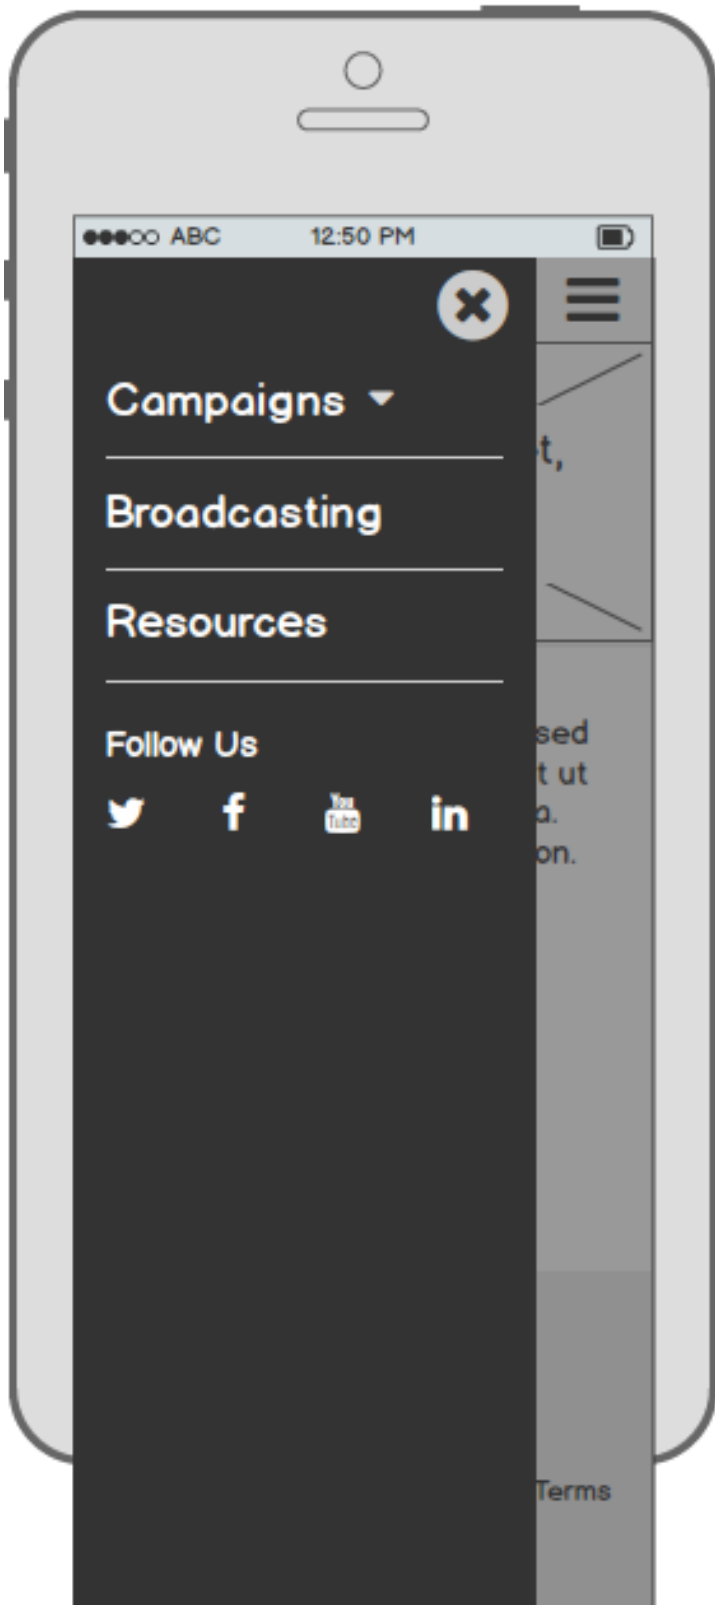 ABC 12:50 PM
Campaigns
t,
Broadcasting
Resources
sed
Follow Us
t ut
You
Tube
in
a.
on.
Terms